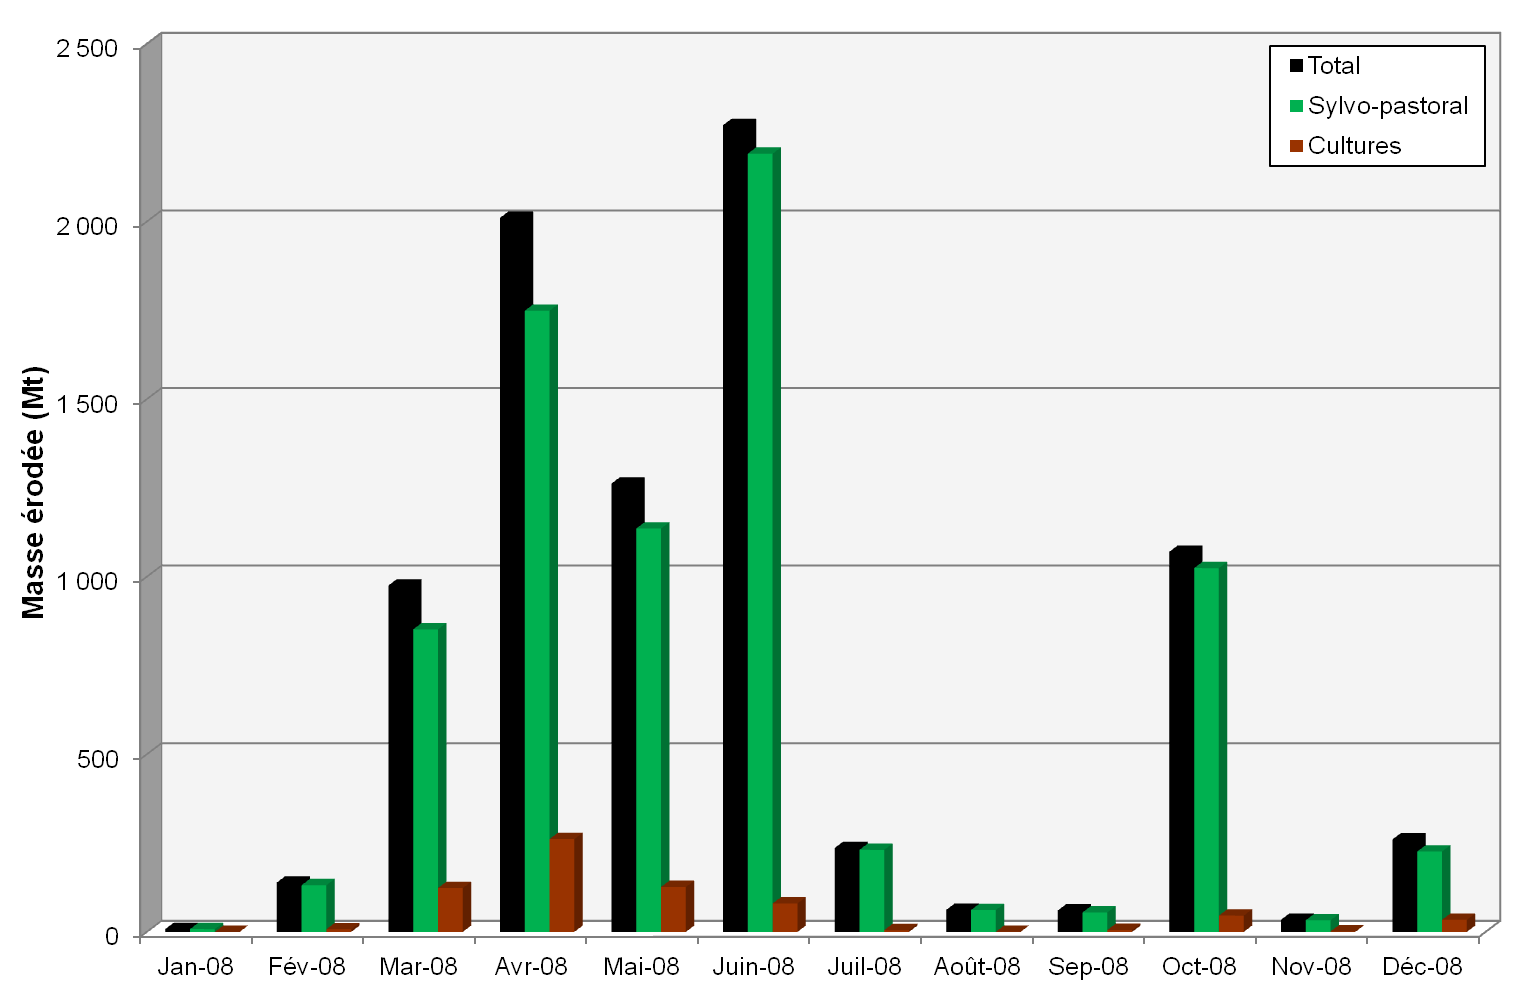 2 500
2 000
1 500
1 000
500
0
Masse érodée (Mt)
Total
Sylvo-pastoral
Cultures
Jan-08 Fév-08 Mar-08 Avr-08 Mai-08 Juin-08 Juil-08 Août-08 Sep-08 Oct-08 Nov-08 Déc-08